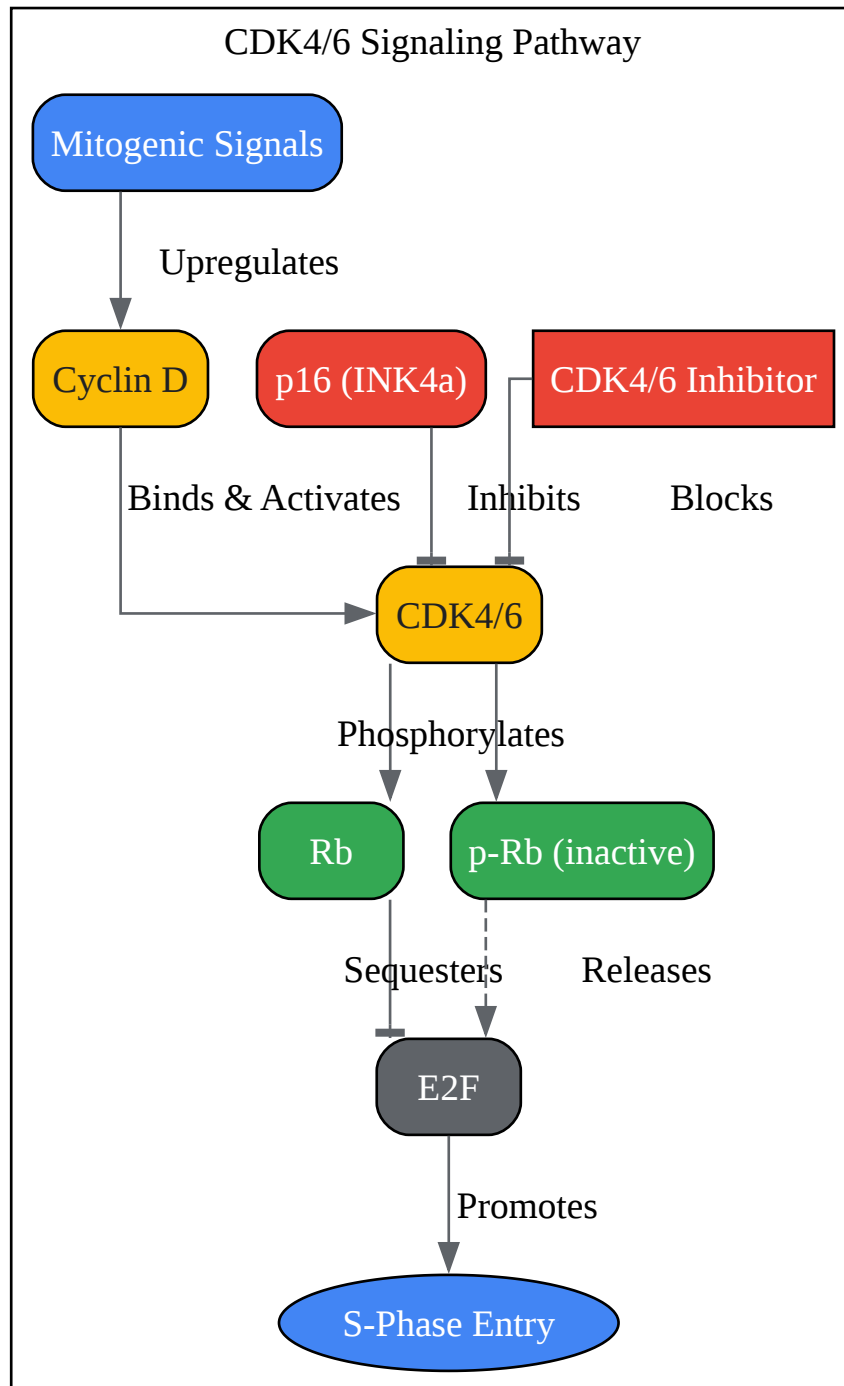 CDK4/6 Signaling Pathway
Mitogenic Signals
Upregulates
Cyclin D
p16 (INK4a)
CDK4/6 Inhibitor
Binds & Activates
Inhibits
Blocks
CDK4/6
Phosphorylates
Rb
p-Rb (inactive)
Sequesters
Releases
E2F
Promotes
S-Phase Entry